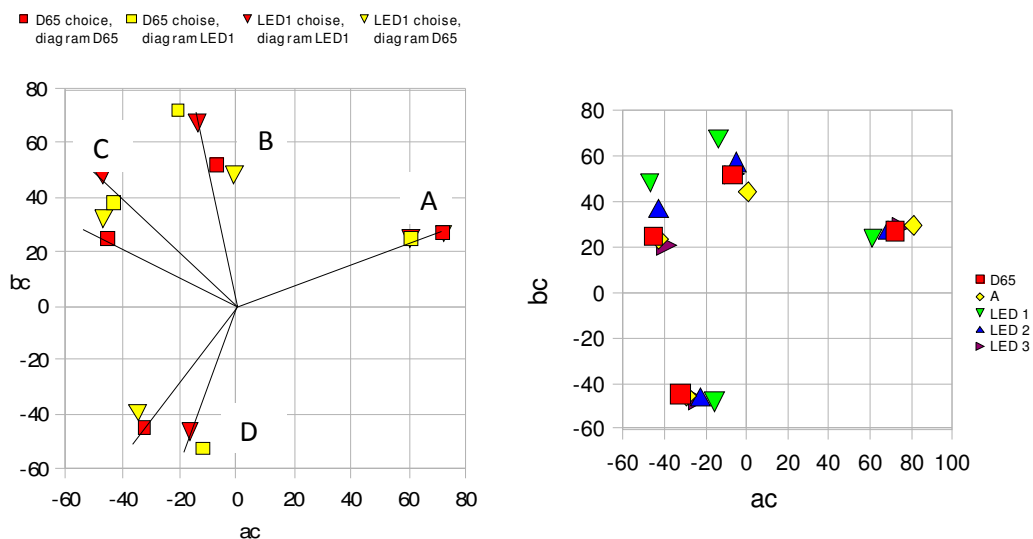 D65 choice, D65 choise, LED1 choise, LED1 choise,
diagram D65 diagram LED1 diagram LED1 diagram D65
80
60
40
20
0
-20
-40
-60
bc
C
B
A
D
-60 -40 -20 0 20 40 60 80
ac
80
60
40
20
0
-20
-40
-60
bc
-60 -40 -20 0 20 40 60 80 100
ac
D65
A
LED 1
LED 2
LED 3